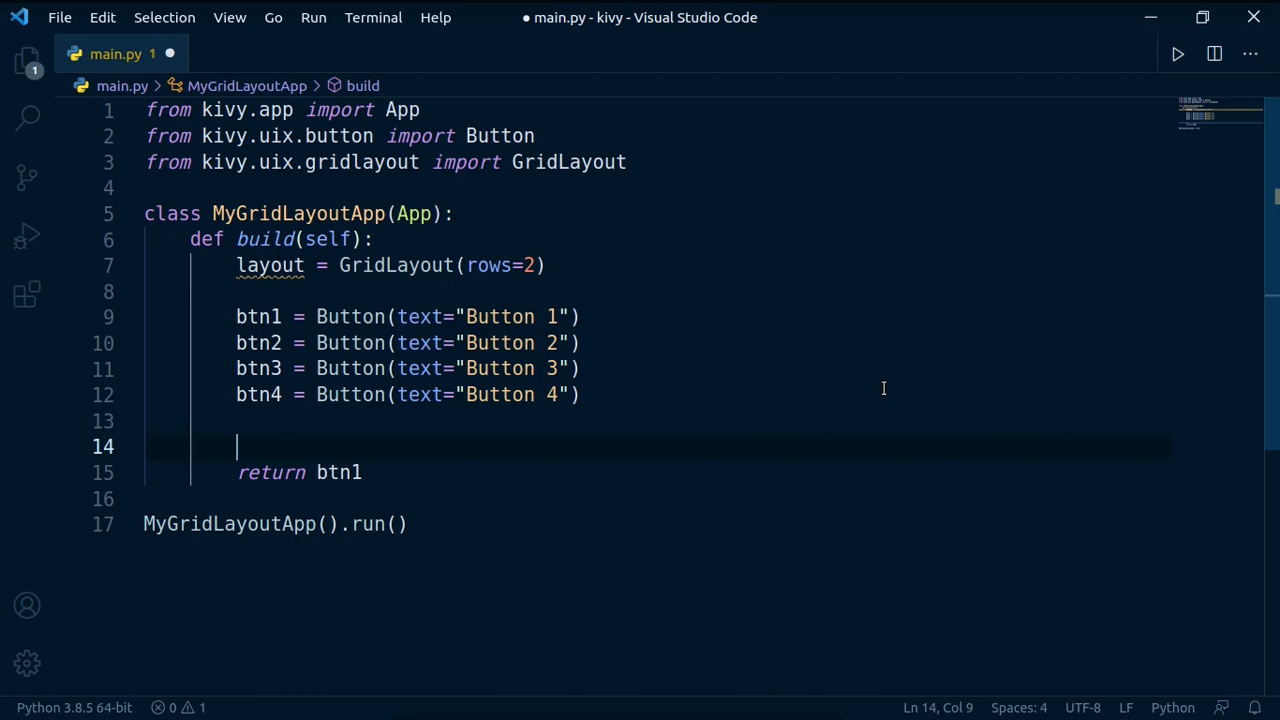 File Edit Selection View Go Run Terminal Help ● main.py - kivy - Visual Studio Code
main.py 1
1
main.py > MyGridLayoutApp > build
1 from kivy.app import App
2 from kivy.uix.button import Button
3 from kivy.uix.gridlayout import GridLayout
4
5 class MyGridLayoutApp(App):
6 def build(self):
7 layout = GridLayout(rows=2)
8
9 btn1 = Button(text="Button 1")
10 btn2 = Button(text="Button 2")
11 btn3 = Button(text="Button 3")
12 btn4 = Button(text="Button 4")
13
14
15 return btn1
16
17 MyGridLayoutApp().run()
Python 3.8.5 64-bit 0 1 Ln 14, Col 9 Spaces: 4 UTF-8 LF Python